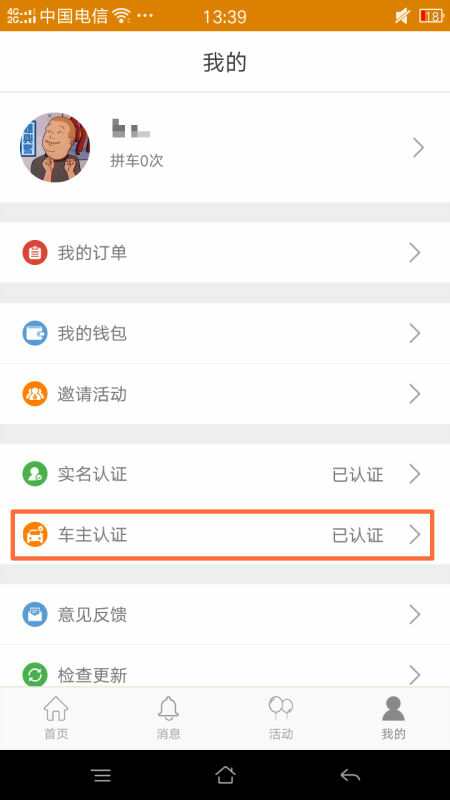 4G
2G 中国电信 13:39 18
我的
拼车0次
我的订单
我的钱包
邀请活动
实名认证 已认证
车主认证 已认证
意见反馈
检查更新
首页 消息 活动 我的